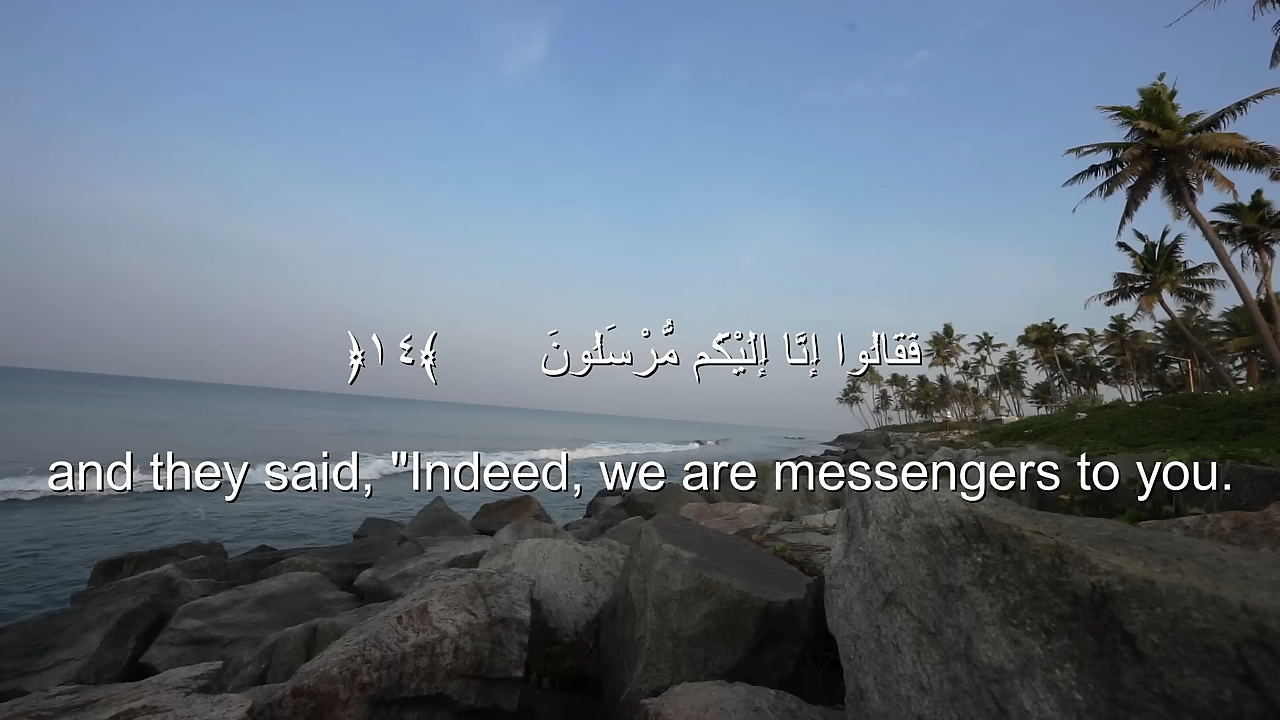 فَقَالُوا إِنَّا إِلَيْكُم مُّرْسَلُونَ ﴿١٤﴾
and they said, "Indeed, we are messengers to you.